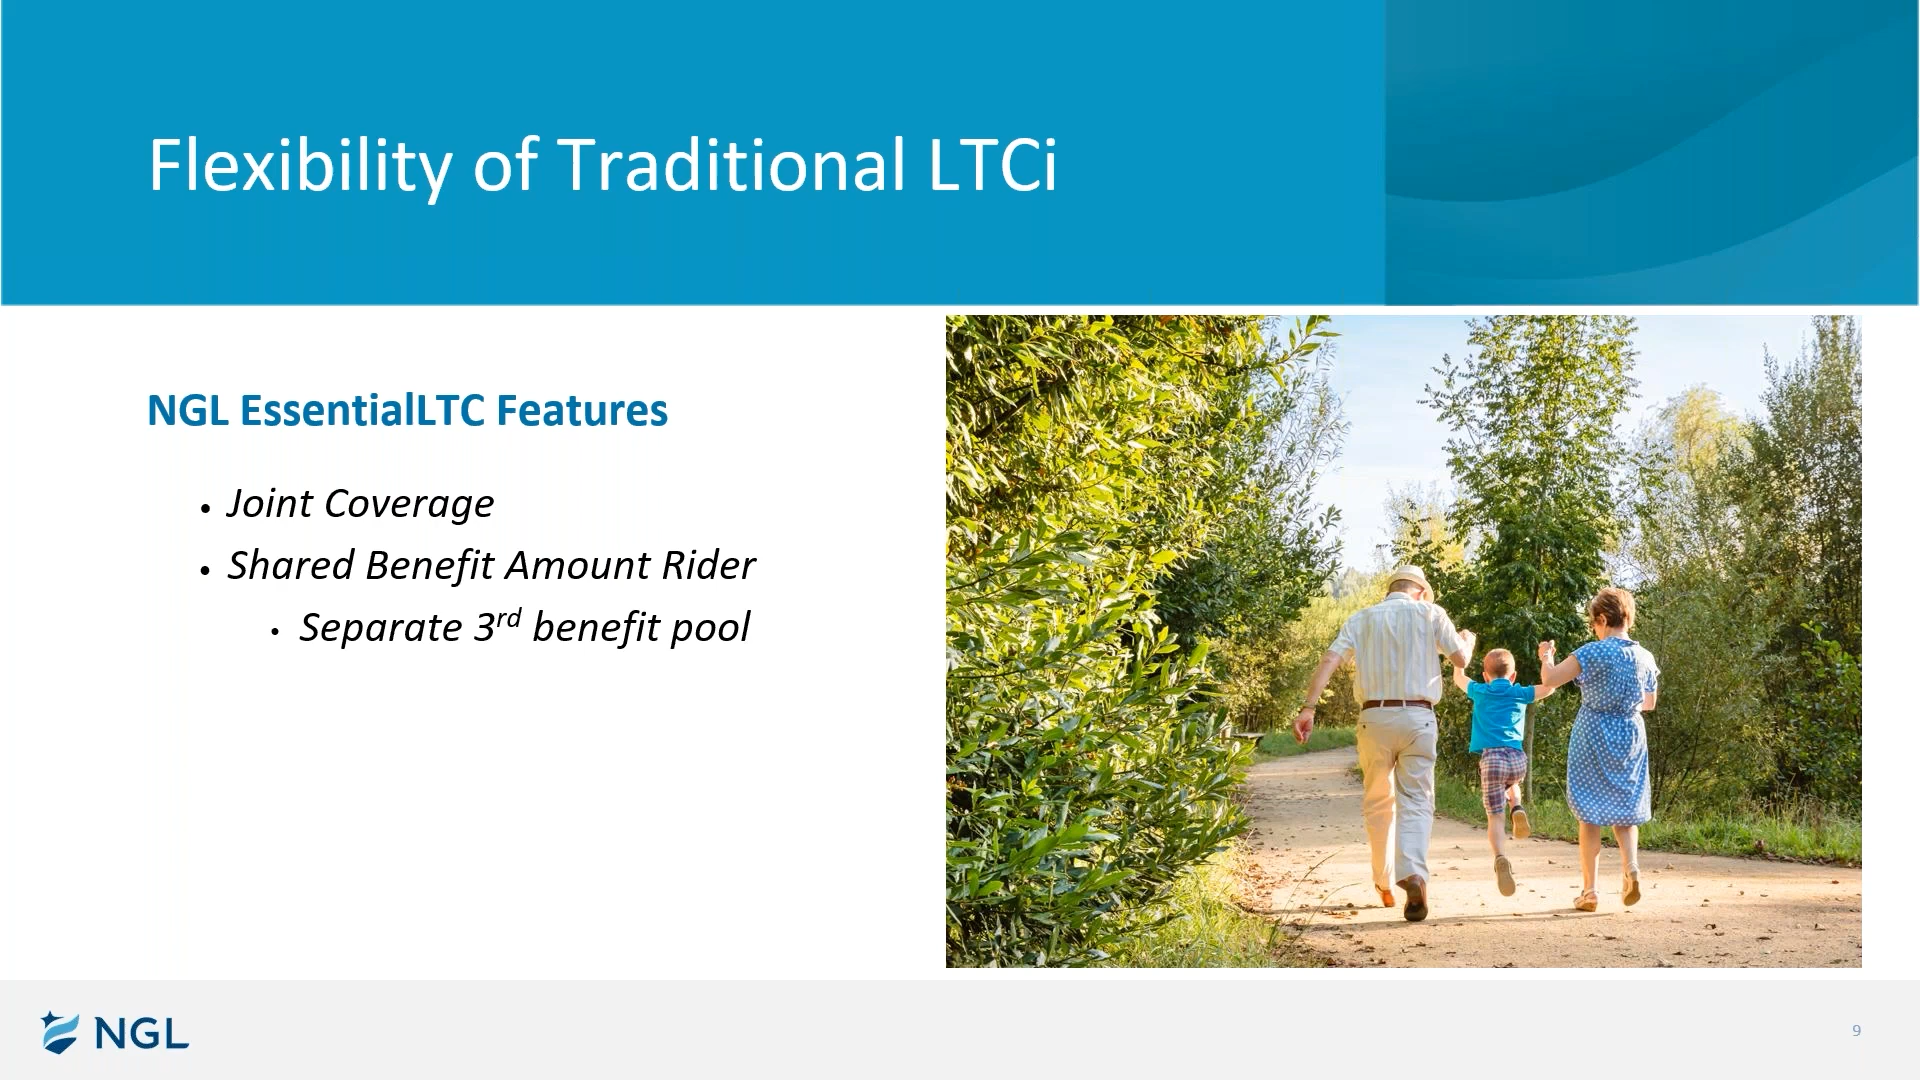 Flexibility of Traditional LTCi
NGL EssentialLTC Features
• Joint Coverage
• Shared Benefit Amount Rider
• Separate 3rd benefit pool
NGL
9